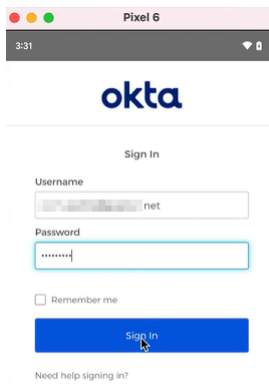 Pixel 6
3:31
okta
Sign In
Username
net
Password
Remember me
Sign In
Need help signing in?